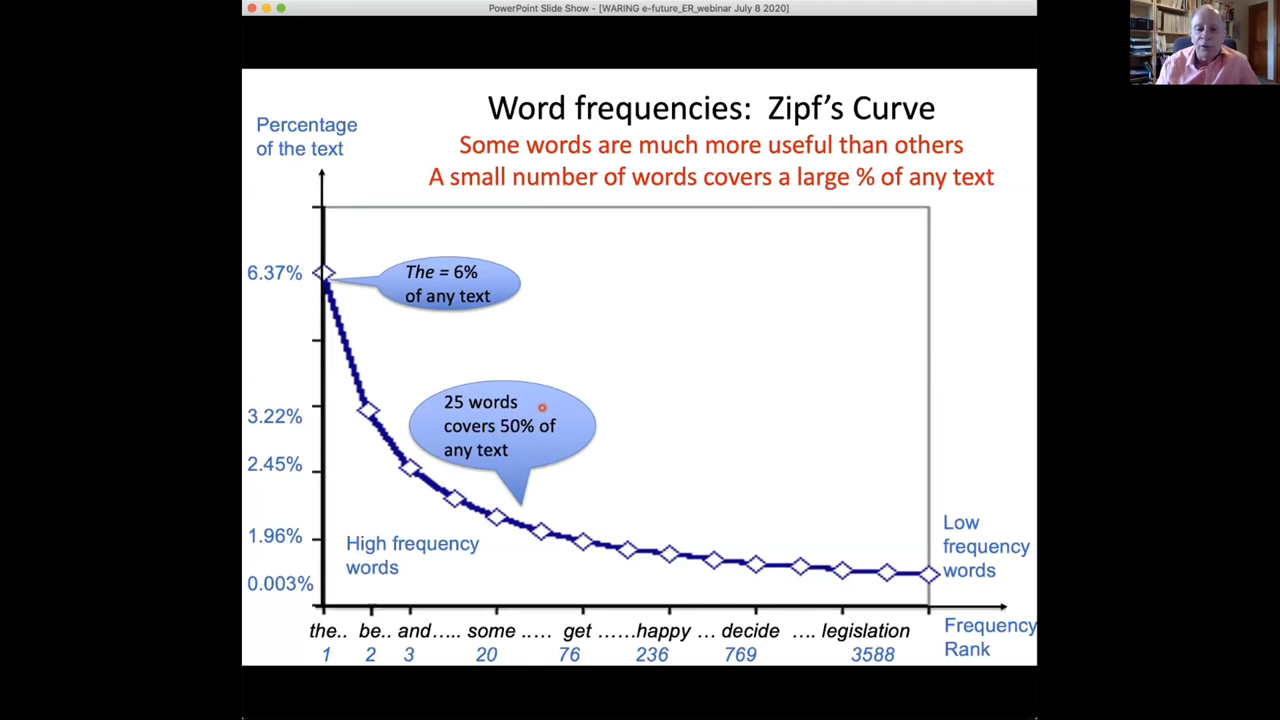 PowerPoint Slide Show - [WARING e-future_ER_webinar July 8 2020]
Word frequencies: Zipf's Curve
Some words are much more useful than others
A small number of words covers a large % of any text
Percentage
of the text
6.37%
The = 6%
of any text
3.22%
25 words
covers 50% of
any text
2.45%
1.96%
0.003%
High frequency
words
Low
frequency
words
the.. be.. and..... some ..... get ......happy ... decide .... legislation
1 2 3 20 76 236 769 3588
Frequency
Rank